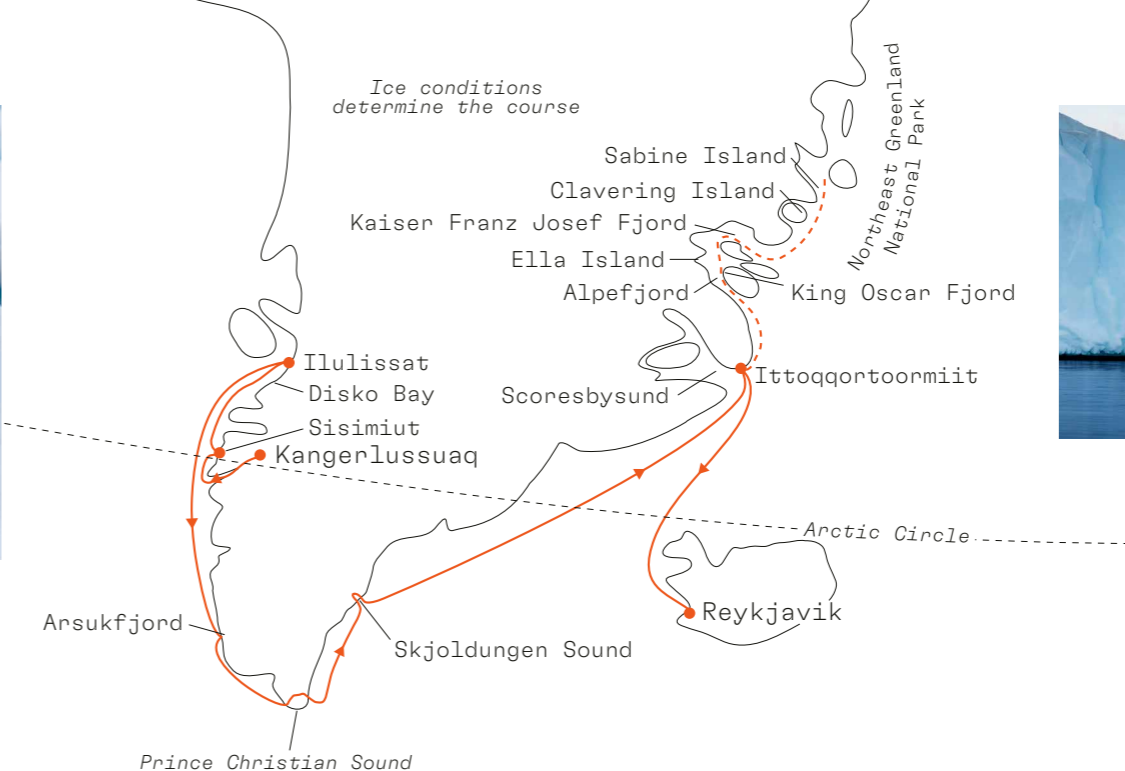 Ice conditions
determine the course
Northeast Greenland
National Park
Sabine Island
Clavering Island
Kaiser Franz Josef Fjord
Ella Island
Alpefjord
King Oscar Fjord
Ilulissat
Ittoqqortoormiit
Disko Bay
Scoresbysund
Sisimiut
Kangerlussuaq
Arctic Circle
Reykjavik
Arsukfjord
Skjoldungen Sound
Prince Christian Sound